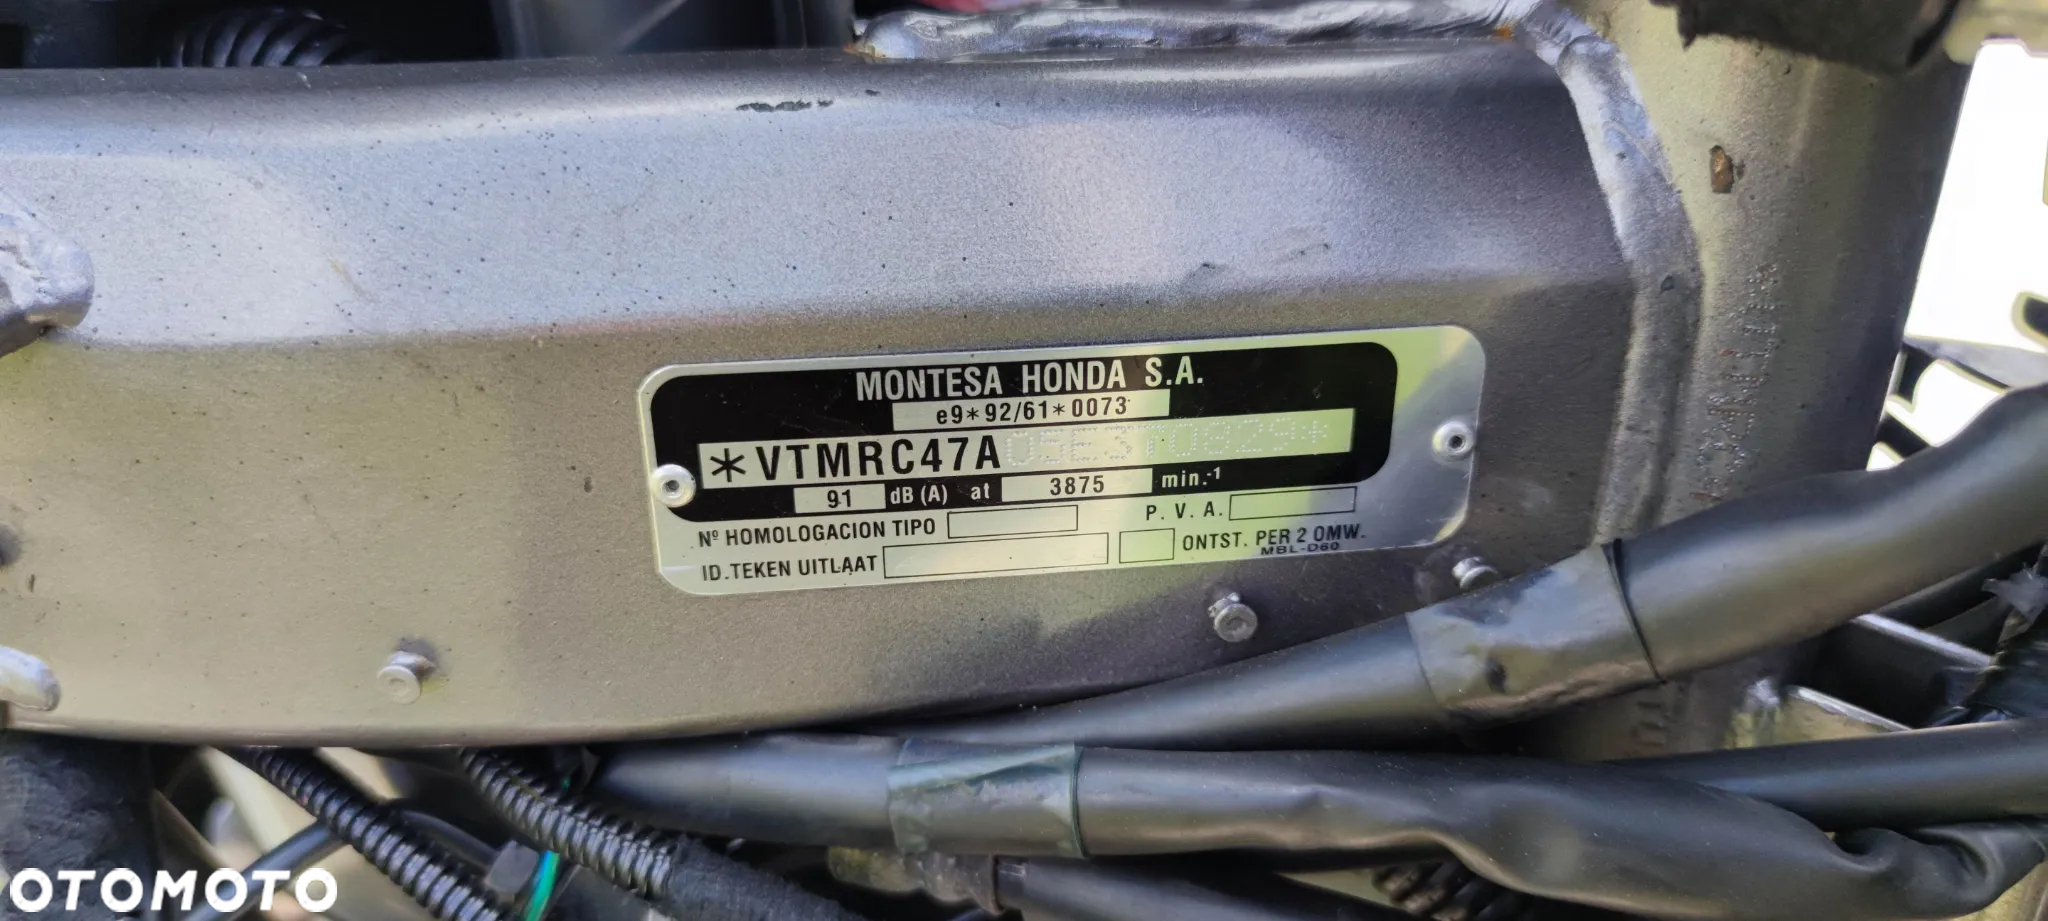 MONTESA HONDA S.A.
e9*92/61*0073
*VTMRC47A05E370829*
91 dB (A) at 3875 min.-1
Nº HOMOLOGACION TIPO P. V. A.
ID.TEKEN UITLAAT ONTST. PER 2 OMW.
MBL-D60
OTOMOTO